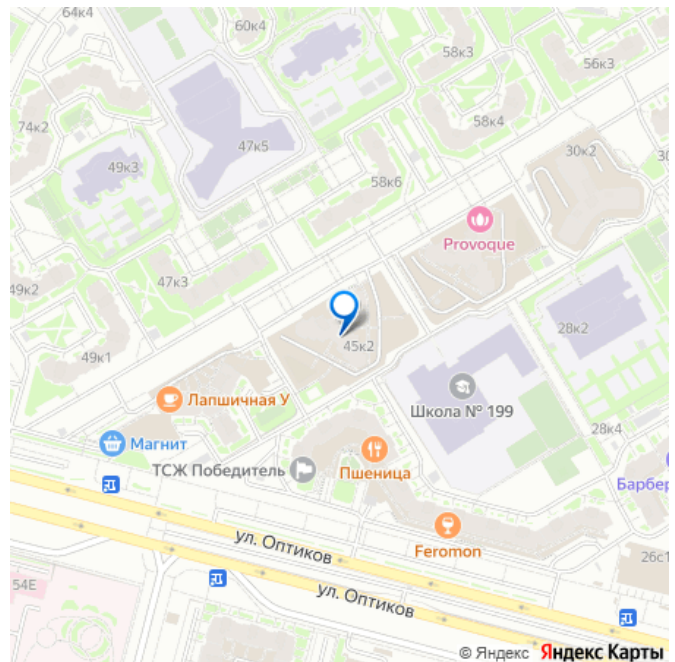 64к4
60к4
58к3
56к3
74к2
47к5
58к4
30к2
49к3
58к6
Provoque
49к2
47к3
28к2
45к2
49к1
Школа № 199
Лапшичная У
28к4
Магнит
ТСЖ Победитель
Пшеница
Барбер
ул. Оптиков
Feromon
26с1
54Е
ул. Оптиков
© Яндекс Яндекс Карты